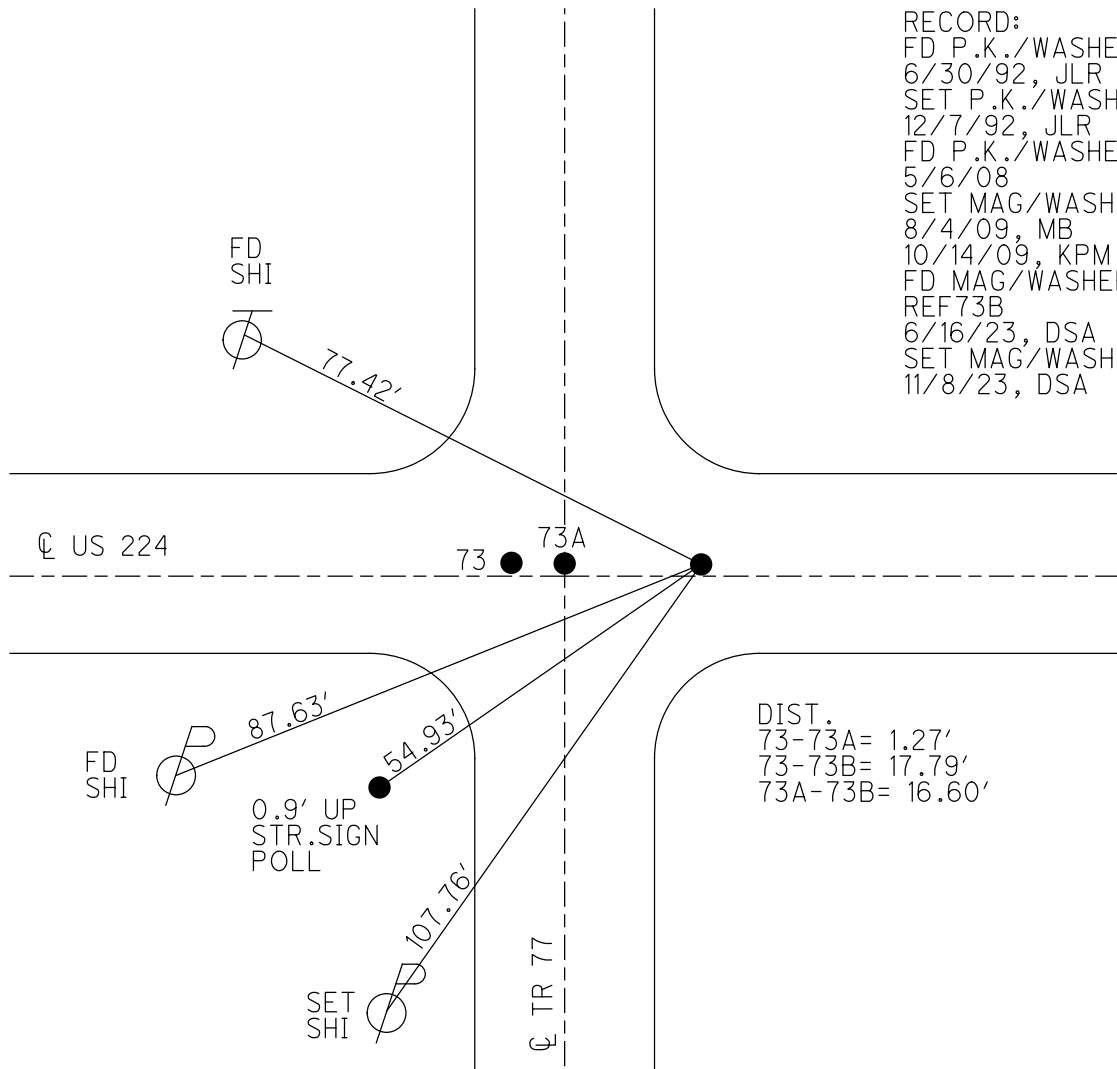 RECORD:
FD P.K./WASHE
6/30/92, JLR
SET P.K./WASH
12/7/92, JLR
FD P.K./WASHE
5/6/08
SET MAG/WASH
8/4/09, MB
10/14/09, KPM
FD MAG/WASHE
REF73B
6/16/23, DSA
SET MAG/WASH
11/8/23, DSA
FD
SHI
77.42′
℄ US 224
73
73A
87.63′
54.93′
FD
SHI
0.9′ UP
STR.SIGN
POLL
DIST.
73-73A= 1.27′
73-73B= 17.79′
73A-73B= 16.60′
107.76′
SET
SHI
℄ TR 77